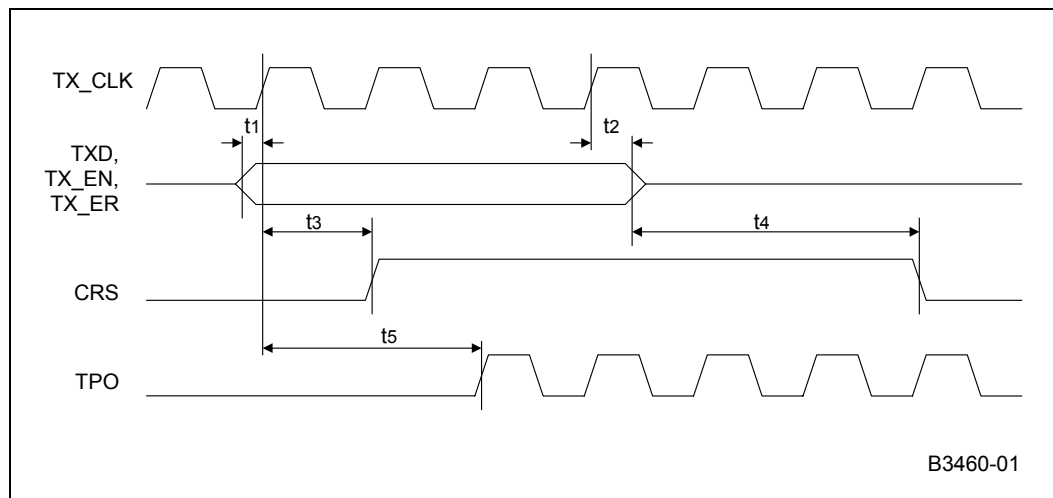 TX_CLK
t1
t2
TXD,
TX_EN,
TX_ER
t3
t4
CRS
t5
TPO
B3460-01